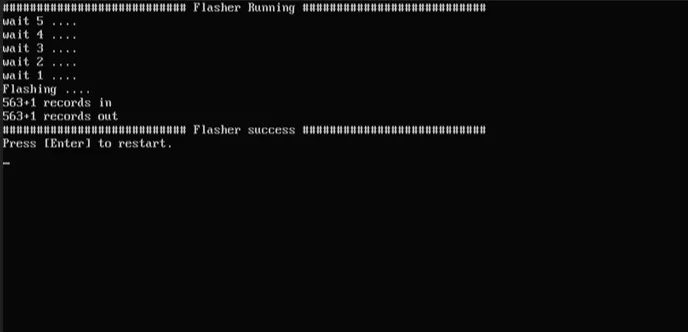 ########################### Flasher Running ###########################
wait 5 ....
wait 4 ....
wait 3 ....
wait 2 ....
wait 1 ....
Flashing ....
563+1 records in
563+1 records out
########################### Flasher success ###########################
Press [Enter] to restart.
_